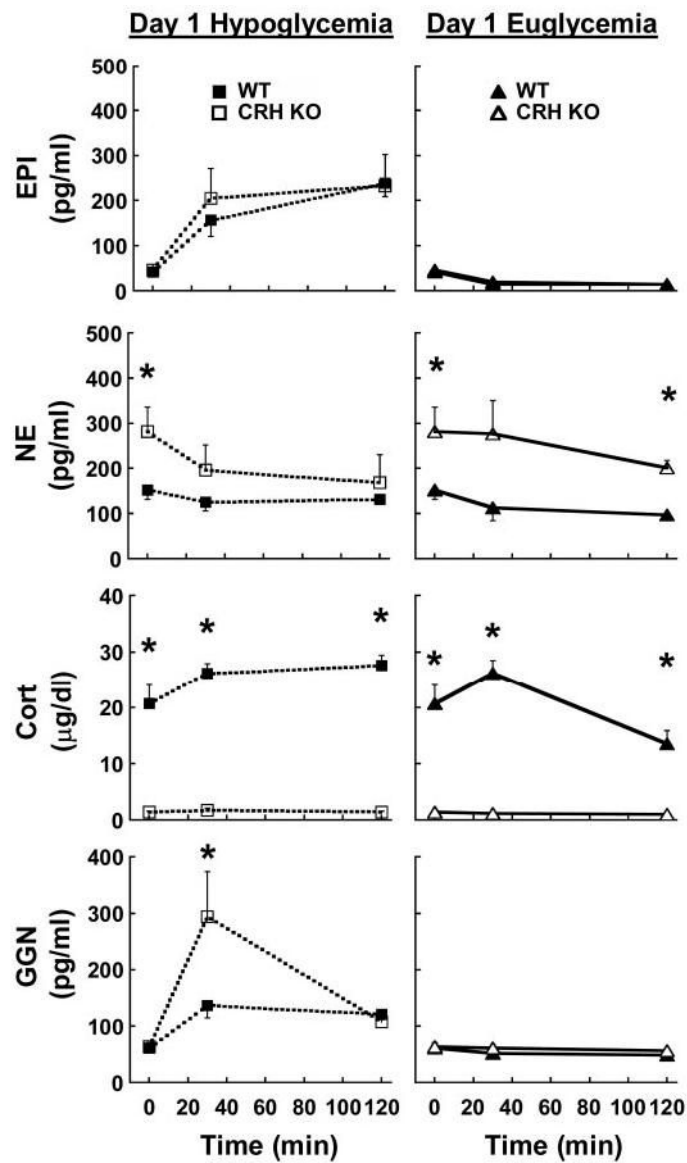 Day 1 Hypoglycemia Day 1 Euglycemia
EPI
(pg/ml)
500
400
300
200
100
0
WT
CRH KO
WT
CRH KO
NE
(pg/ml)
500
400
300
200
100
0
*
*
*
Cort
(µg/dl)
40
30
20
10
0
*
*
*
*
*
*
GGN
(pg/ml)
400
300
200
100
0
*
0 20 40 60 80 100 120 0 20 40 60 80 100 120
Time (min) Time (min)